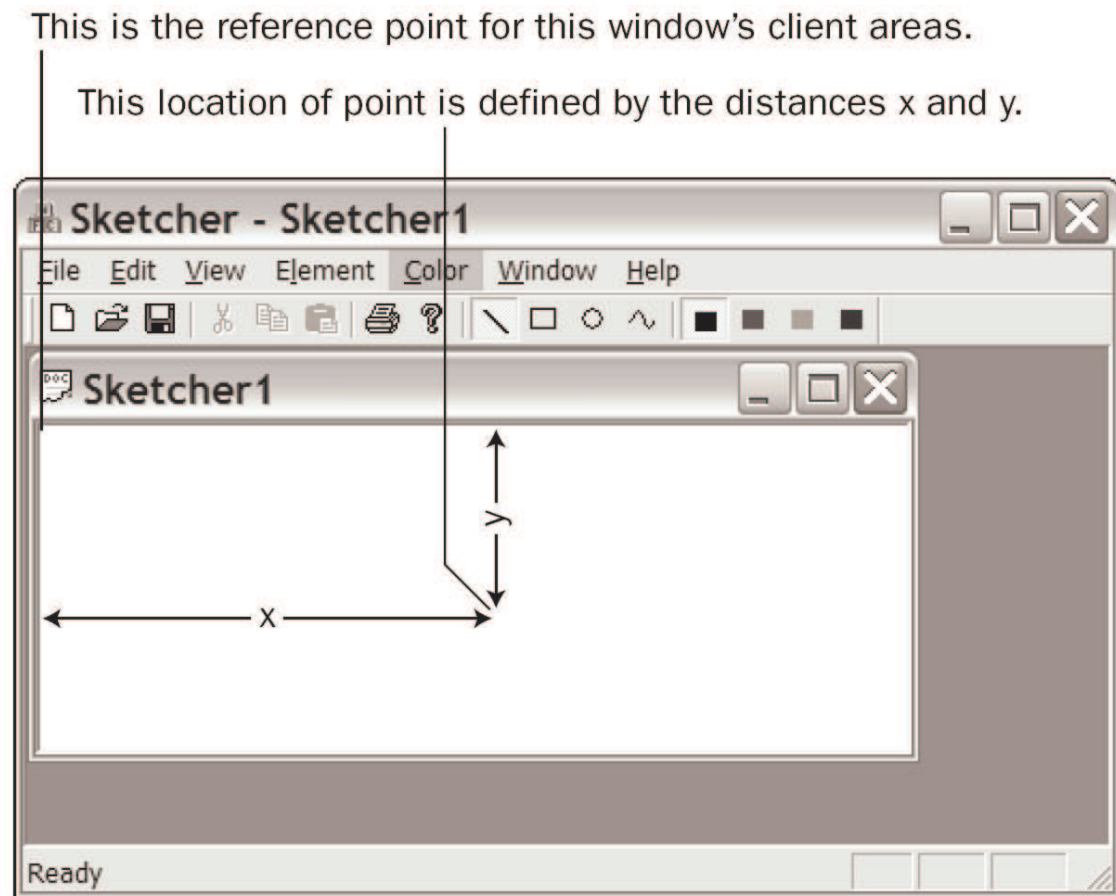 This is the reference point for this window's client areas.
This location of point is defined by the distances x and y.
Sketcher - Sketcher1
File Edit View Element Color Window Help
Sketcher1
y
x
Ready